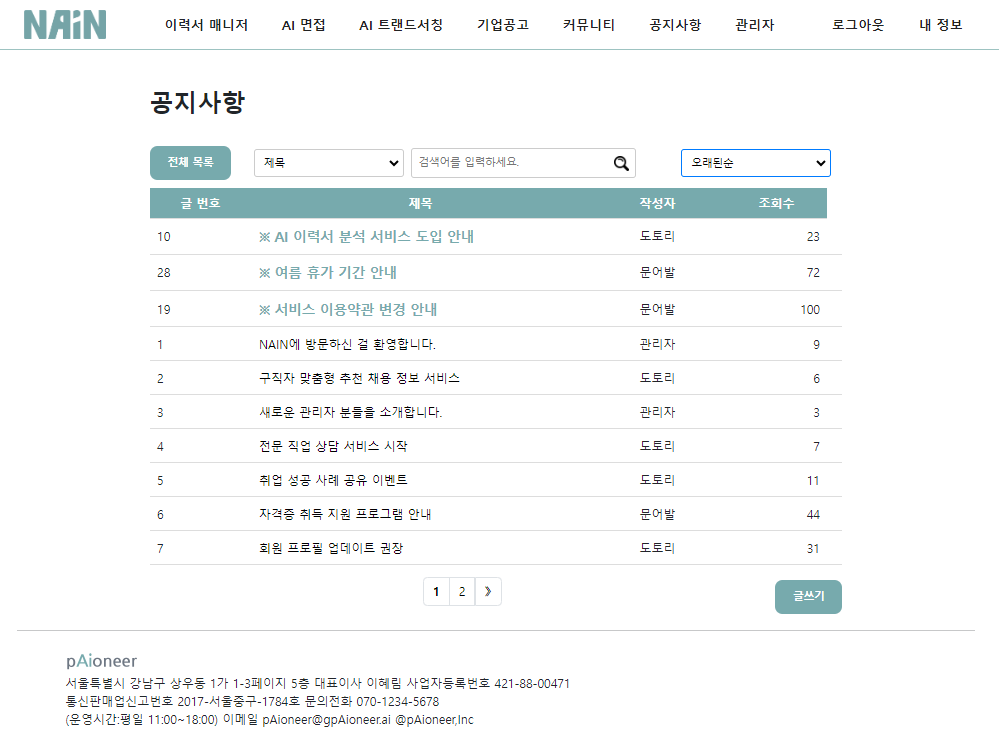 NAiN 이력서 매니저 AI 면접 AI 트랜드서칭 기업공고 커뮤니티 공지사항 관리자 로그아웃 내 정보
공지사항
전체 목록 제목 검색어를 입력하세요. 오래된순
글 번호 제목 작성자 조회수
10 ※ AI 이력서 분석 서비스 도입 안내 도토리 23
28 ※ 여름 휴가 기간 안내 문어발 72
19 ※ 서비스 이용약관 변경 안내 문어발 100
1 NAIN에 방문하신 걸 환영합니다. 관리자 9
2 구직자 맞춤형 추천 채용 정보 서비스 도토리 6
3 새로운 관리자 분들을 소개합니다. 관리자 3
4 전문 직업 상담 서비스 시작 도토리 7
5 취업 성공 사례 공유 이벤트 도토리 11
6 자격증 취득 지원 프로그램 안내 문어발 44
7 회원 프로필 업데이트 권장 도토리 31
1 2 》
글쓰기
pAioneer
서울특별시 강남구 상우동 1가 1-3페이지 5층 대표이사 이혜림 사업자등록번호 421-88-00471
통신판매업신고번호 2017-서울중구-1784호 문의전화 070-1234-5678
(운영시간:평일 11:00~18:00) 이메일 pAioneer@gpAioneer.ai @pAioneer,Inc